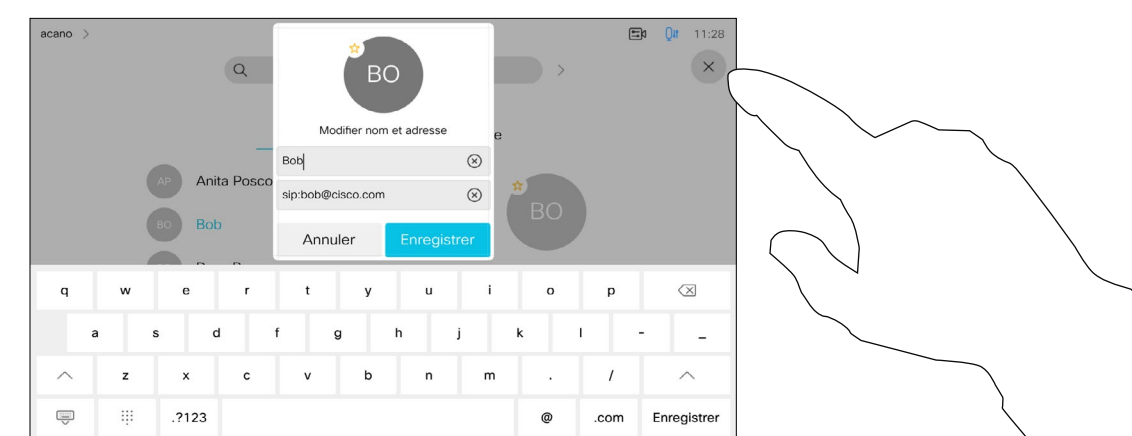 acano >
11:28
BO
Modifier nom et adresse
e
Bob
AP Anita Posco
sip:bob@cisco.com
BO
BO Bob
Annuler Enregistrer
q w e r t y u i o p
a s d f g h j k l - _
z x c v b n m . /
.?123 @ .com Enregistrer